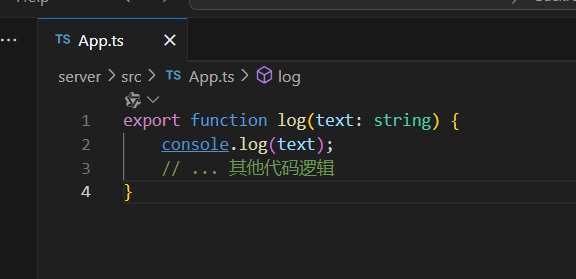 TS App.ts ×
server > src > TS App.ts > log
1 export function log(text: string) {
2 console.log(text);
3 // ... 其他代码逻辑
4 }